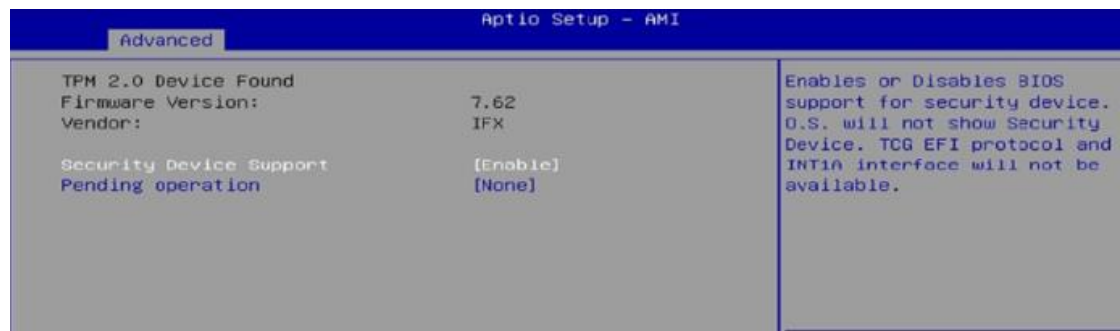 Aptio Setup – AMI
Advanced
TPM 2.0 Device Found
Firmware Version: 7.62
Vendor: IFX
Security Device Support [Enable]
Pending operation [None]
Enables or Disables BIOS
support for security device.
O.S. will not show Security
Device. TCG EFI protocol and
INT1A interface will not be
available.